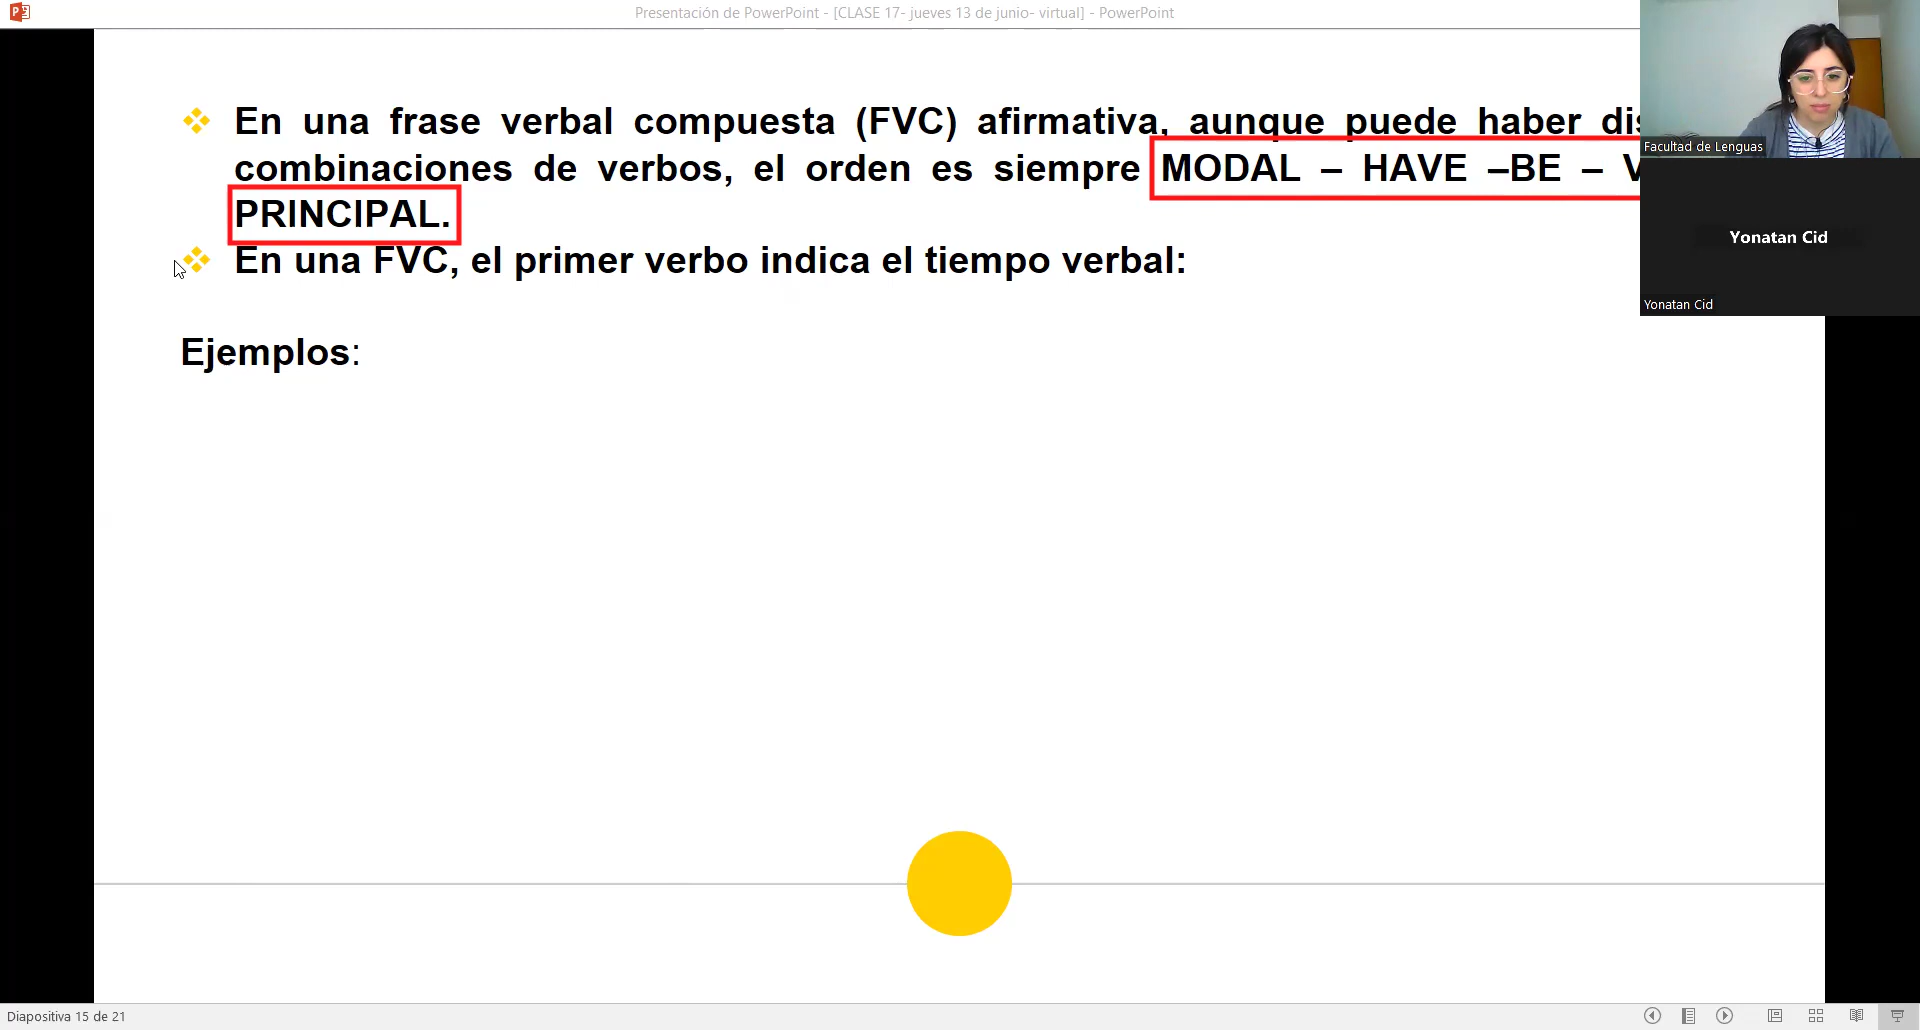 Presentación de PowerPoint - [CLASE 17- jueves 13 de junio- virtual] - PowerPoint
En una frase verbal compuesta (FVC) afirmativa, aunque puede haber
combinaciones de verbos, el orden es siempre MODAL – HAVE –BE –
PRINCIPAL.
En una FVC, el primer verbo indica el tiempo verbal:
Ejemplos:
Facultad de Lenguas
Yonatan Cid
Yonatan Cid
Diapositiva 15 de 21